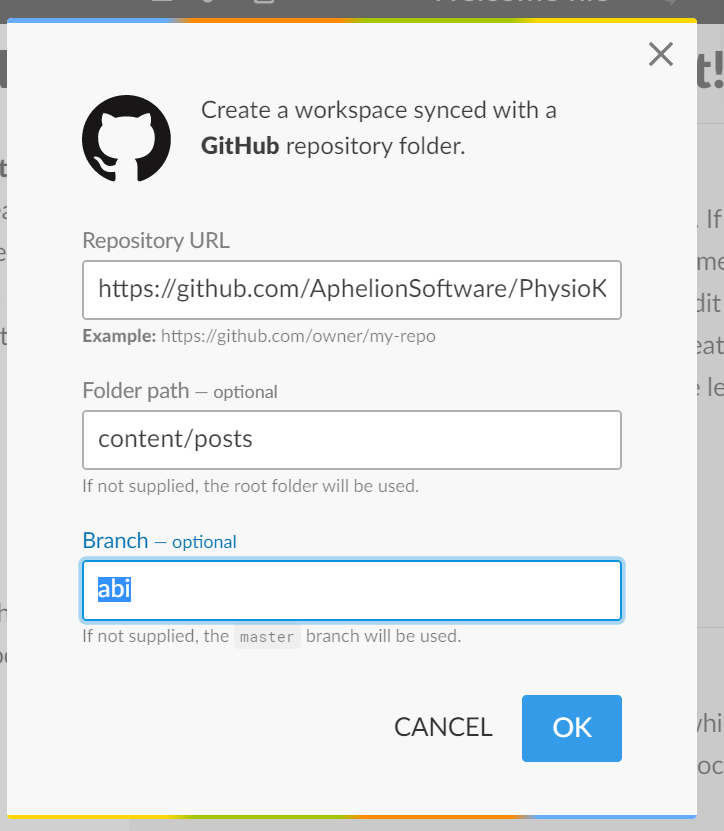 Create a workspace synced with a
GitHub repository folder.
Repository URL
https://github.com/AphelionSoftware/PhysioK
Example: https://github.com/owner/my-repo
Folder path — optional
content/posts
If not supplied, the root folder will be used.
Branch — optional
abi
If not supplied, the master branch will be used.
CANCEL
OK